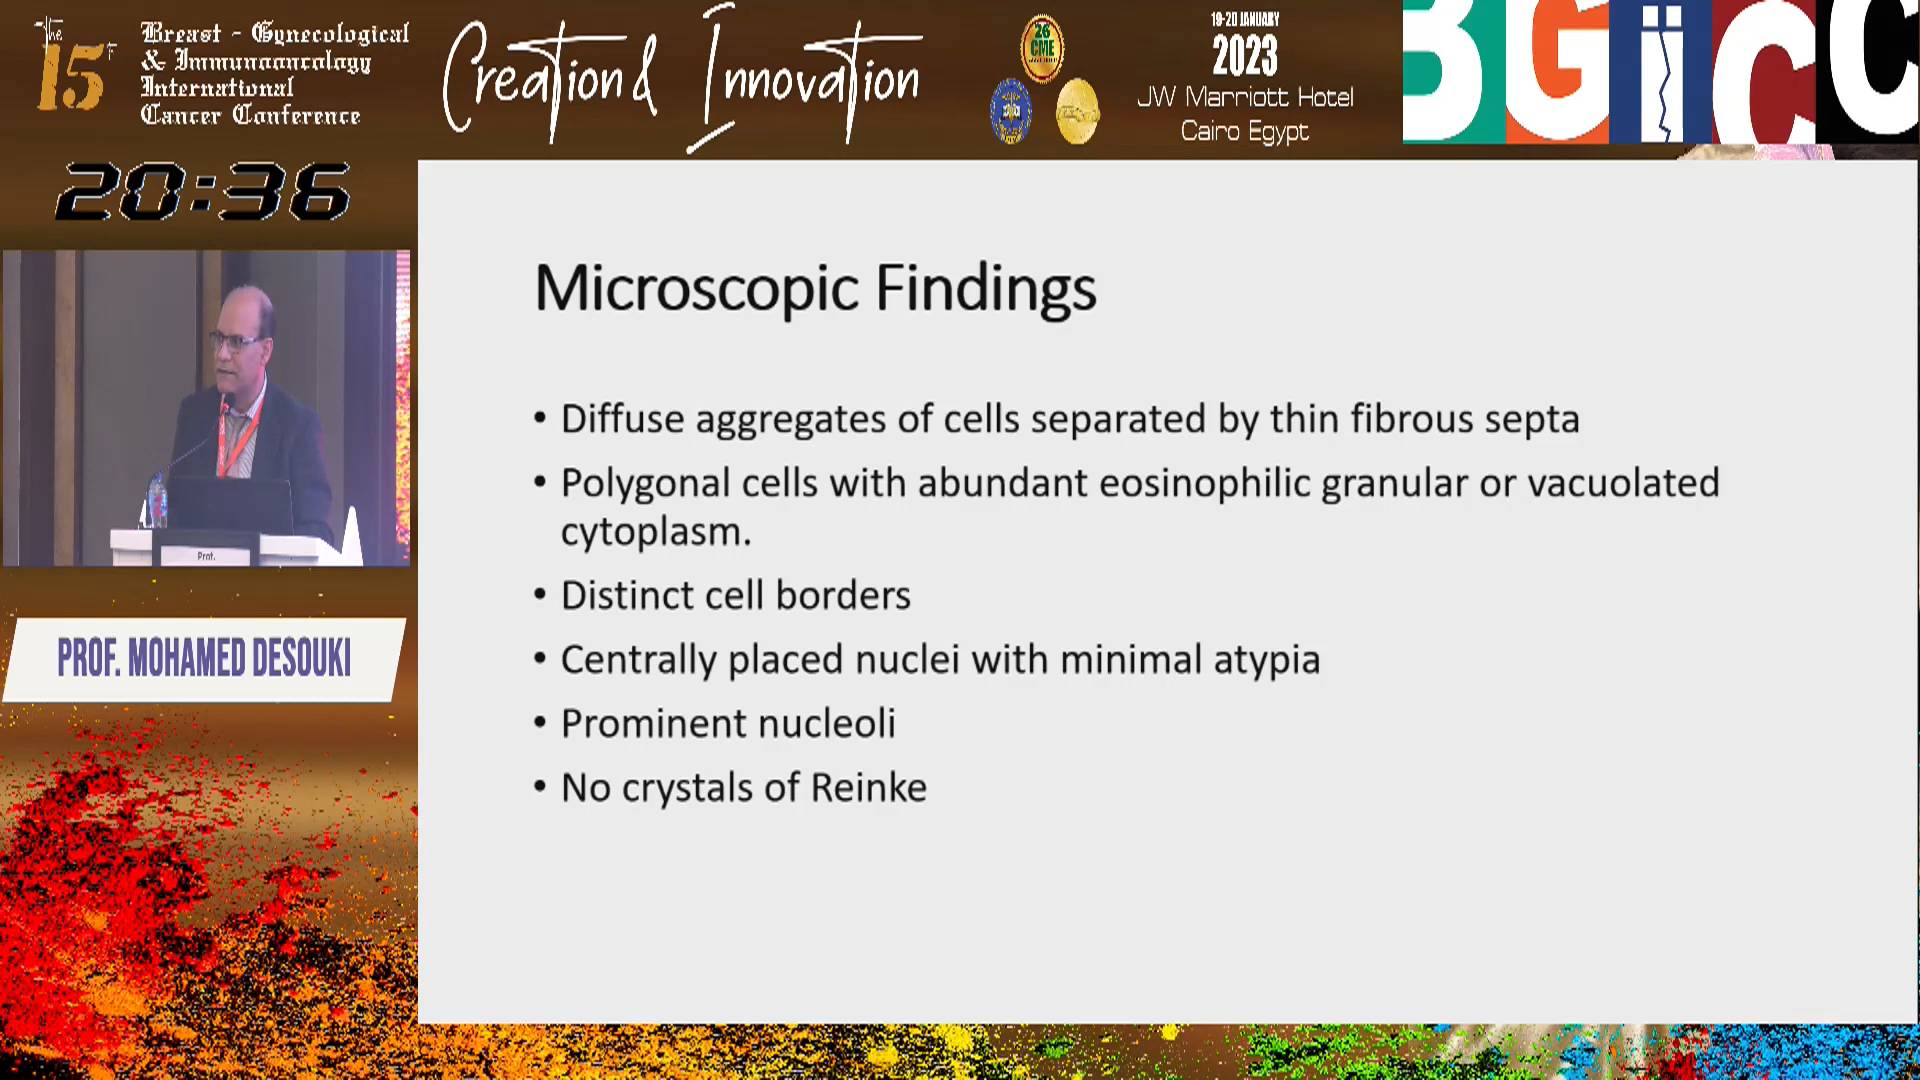 The
15th
Breast - Gynecological
& Immunooncology
International
Cancer Conference
Creation & Innovation
26
CME
19-20 JANUARY
2023
JW Marriott Hotel
Cairo Egypt
BGiCC
20:36
Microscopic Findings
• Diffuse aggregates of cells separated by thin fibrous septa
• Polygonal cells with abundant eosinophilic granular or vacuolated
cytoplasm.
• Distinct cell borders
• Centrally placed nuclei with minimal atypia
• Prominent nucleoli
• No crystals of Reinke
Prof.
PROF. MOHAMED DESOUKI